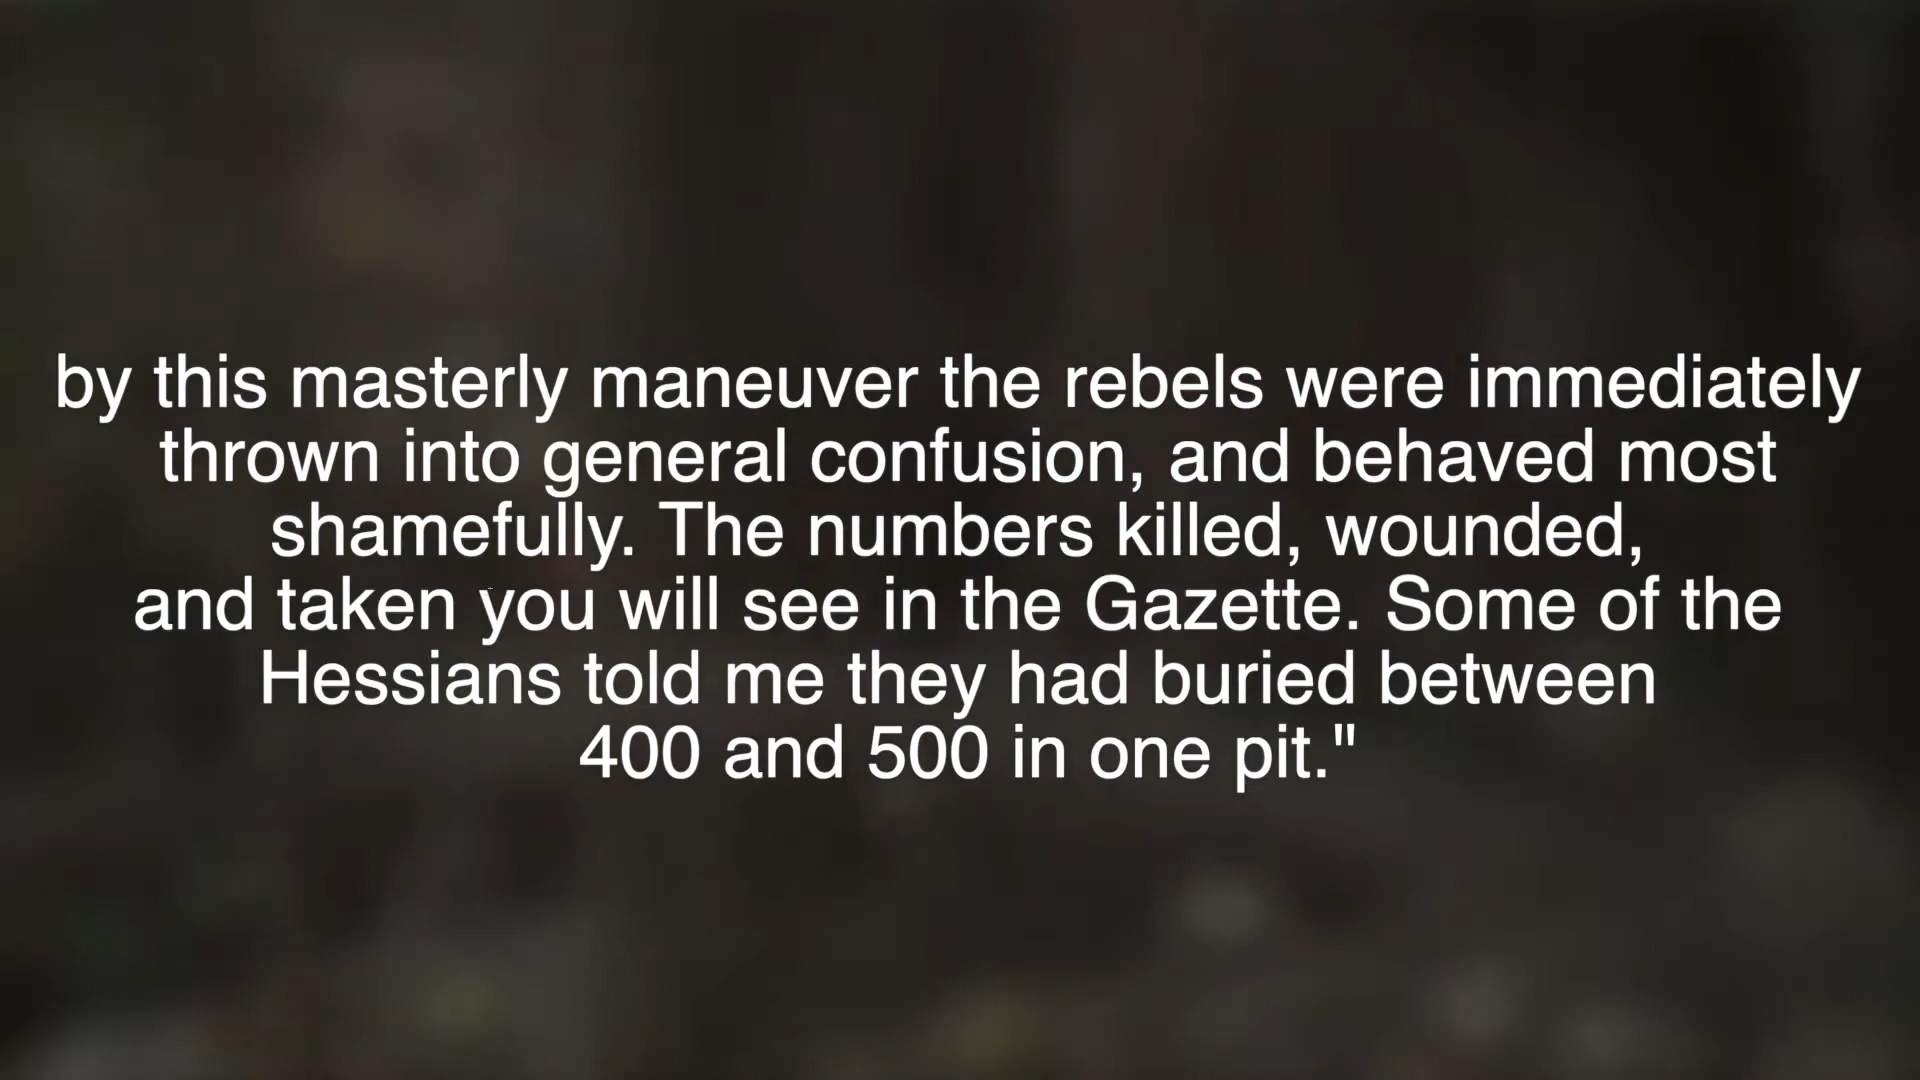 by this masterly maneuver the rebels were immediately
thrown into general confusion, and behaved most
shamefully. The numbers killed, wounded,
and taken you will see in the Gazette. Some of the
Hessians told me they had buried between
400 and 500 in one pit."